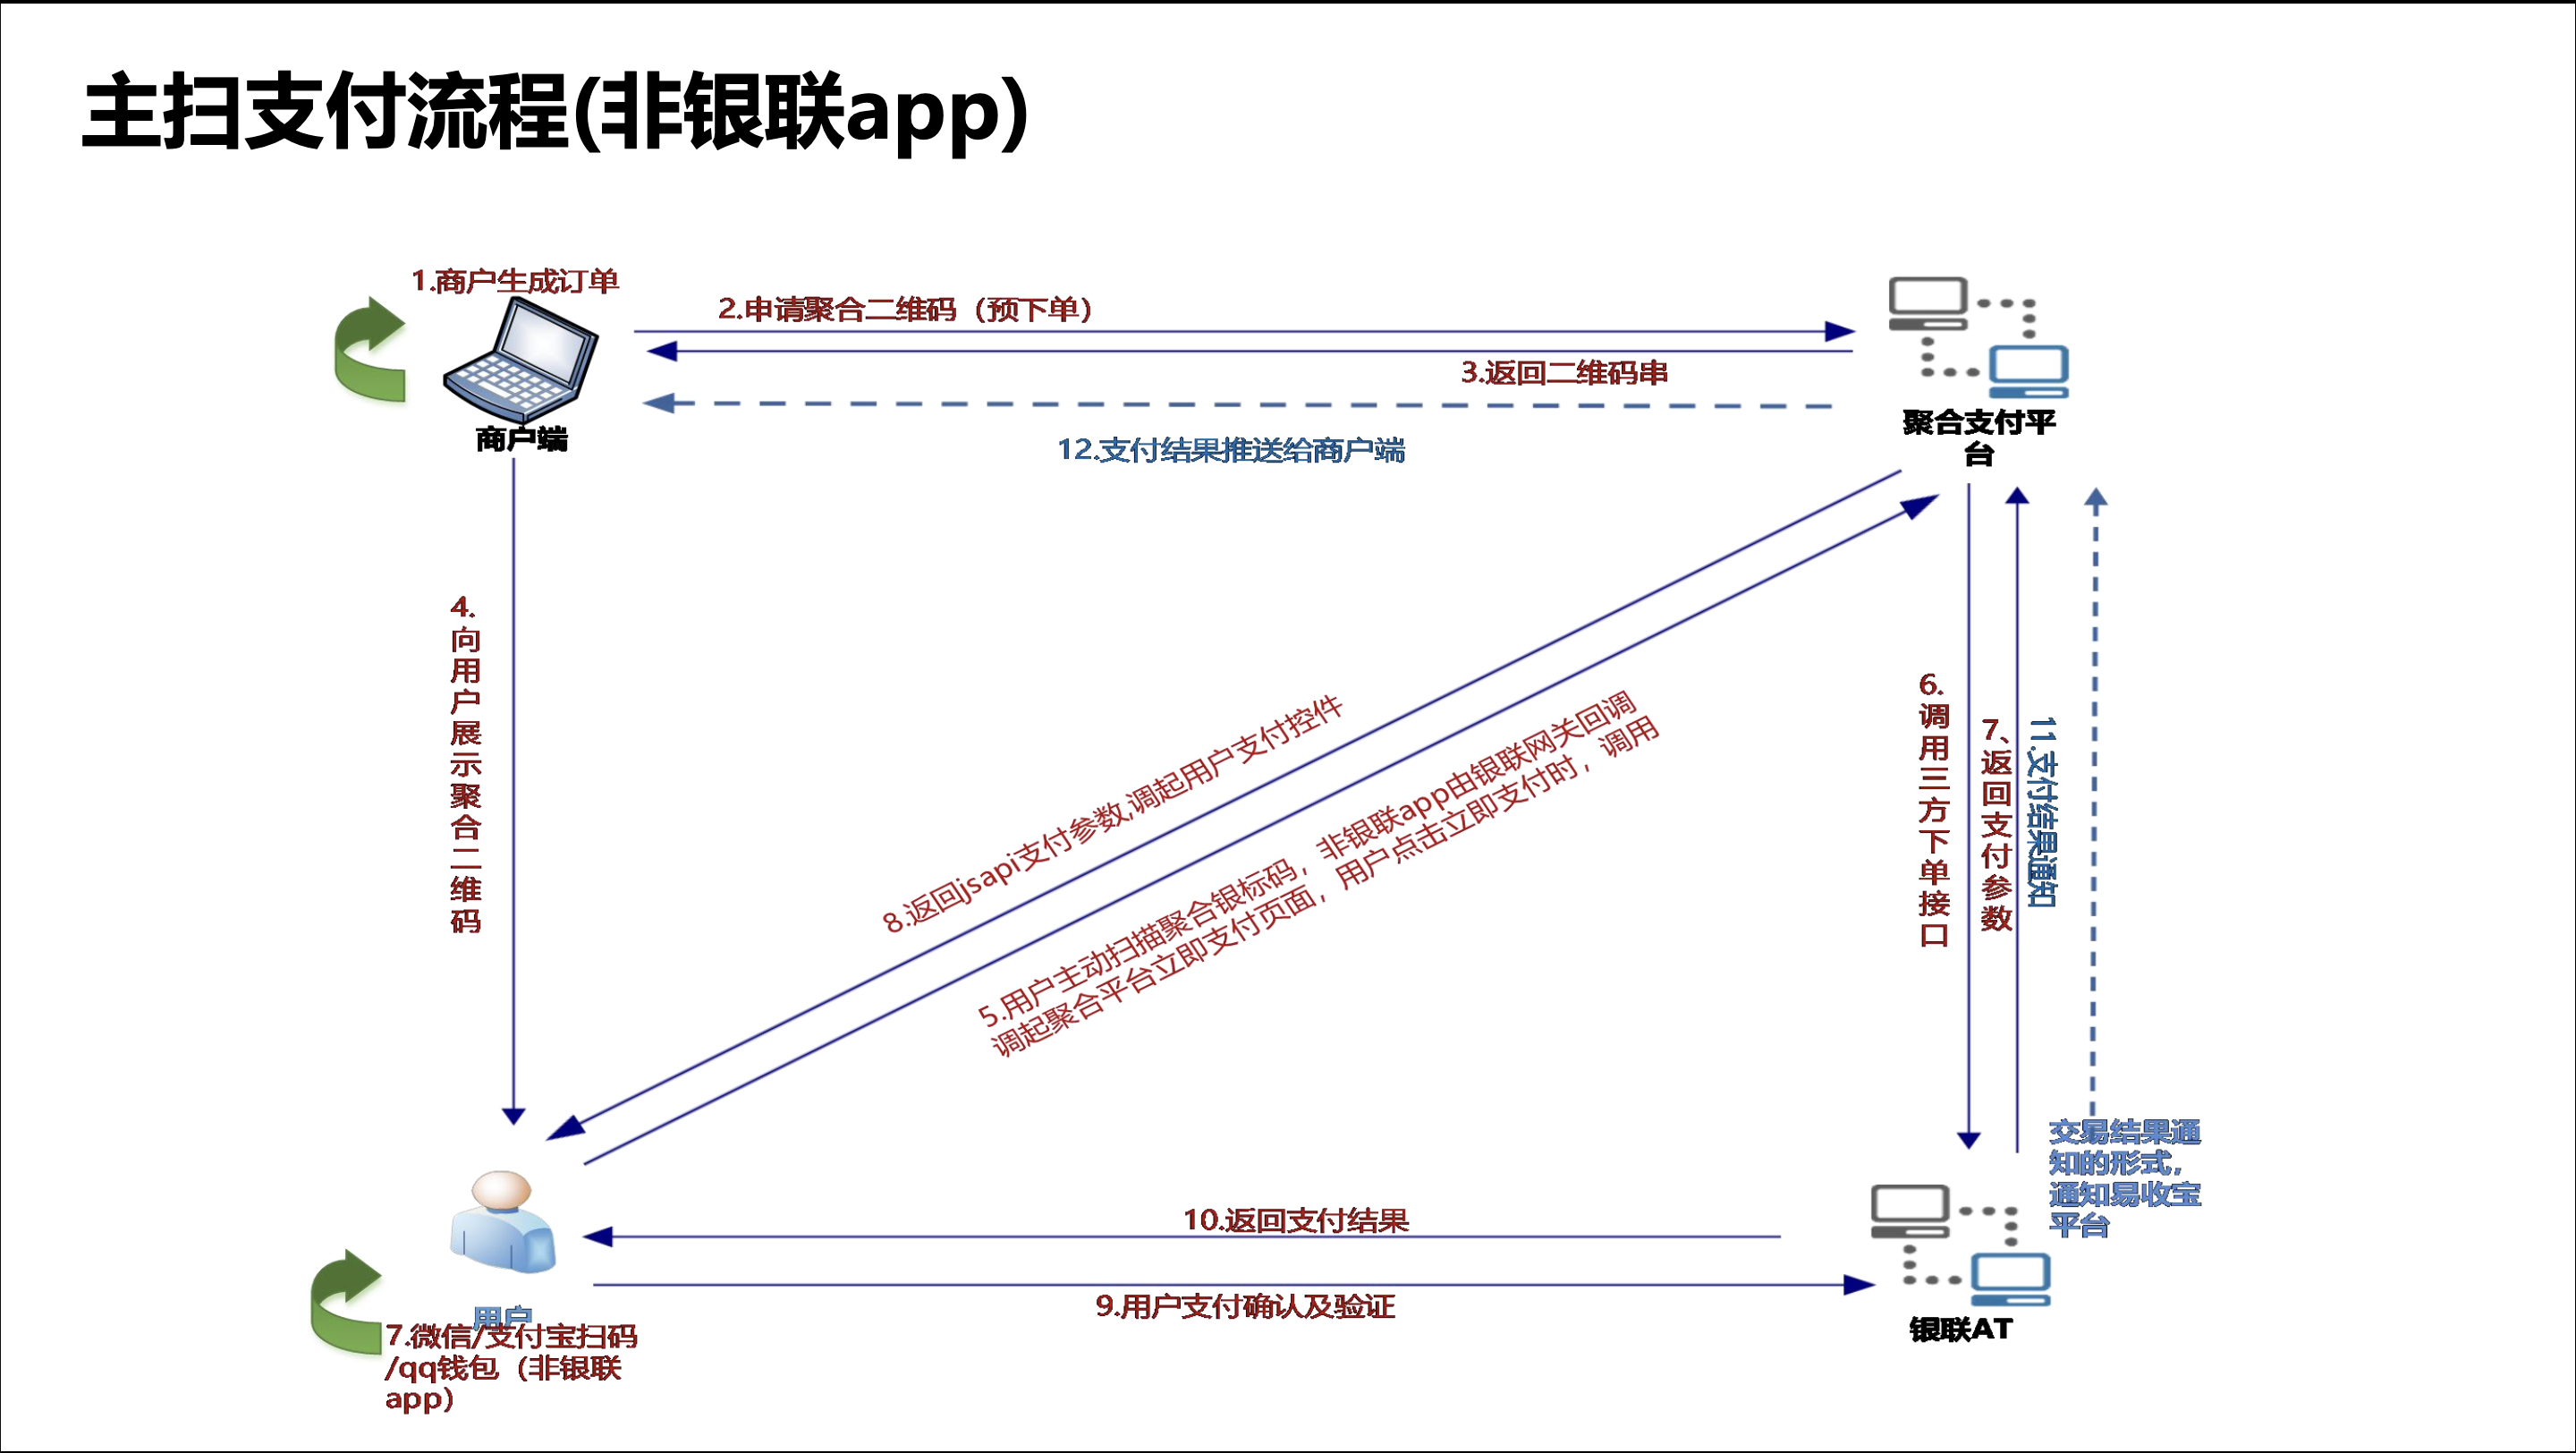 主扫支付流程(非银联app)
1.商户生成订单
2.申请聚合二维码（预下单）
3.返回二维码串
商户端
聚合支付平
台
12.支付结果推送给商户端
4.
向
用
户
展
示
聚
合
二
维
码
8.返回jsapi支付参数,调起用户支付控件
5.用户主动扫描聚合银标码，非银联app由银联网关回调
调起聚合平台立即支付页面，用户点击立即支付时，调用
6.
调
用
三
方
下
单
接
口
7、
返
回
支
付
参
数
11.支付结果通知
交易结果通
知的形式，
通知易收宝
平台
10.返回支付结果
9.用户支付确认及验证
用户
7.微信/支付宝扫码
/qq钱包（非银联
app）
银联AT